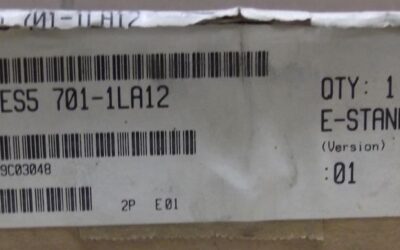 701-1LA12
ES5 701-1LA12
QTY: 1
E-STAN
(Version)
:01
9C03048
2P E01